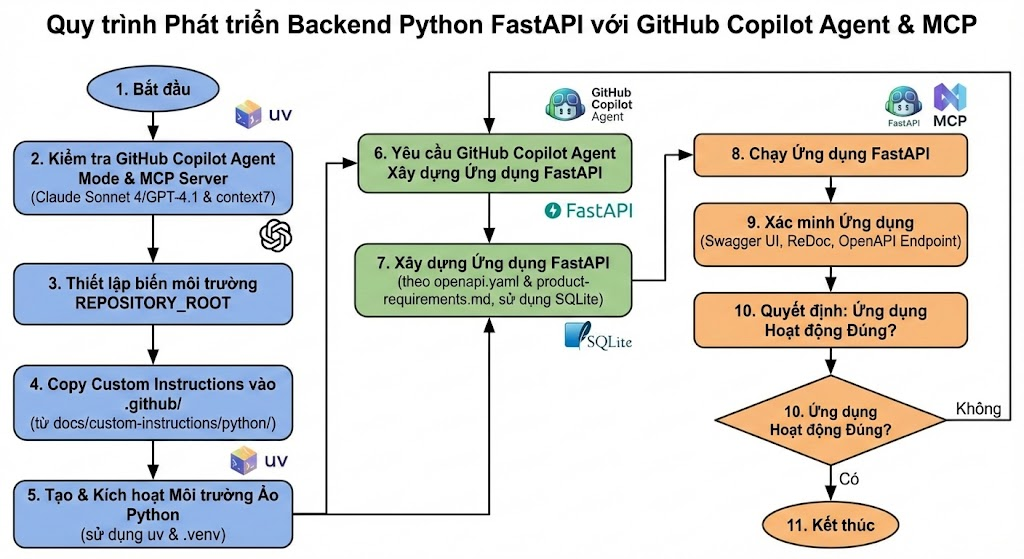 Quy trình Phát triển Backend Python FastAPI với GitHub Copilot Agent & MCP
1. Bắt đầu
uv
2. Kiểm tra GitHub Copilot Agent
Mode & MCP Server
(Claude Sonnet 4/GPT-4.1 & context7)
3. Thiết lập biến môi trường
REPOSITORY_ROOT
4. Copy Custom Instructions vào
.github/
(từ docs/custom-instructions/python/)
uv
5. Tạo & Kích hoạt Môi trường Ảo
Python
(sử dụng uv & .venv)
GitHub
Copilot
Agent
6. Yêu cầu GitHub Copilot Agent
Xây dựng Ứng dụng FastAPI
FastAPI
7. Xây dựng Ứng dụng FastAPI
(theo openapi.yaml & product-
requirements.md, sử dụng SQLite)
SQLite
FastAPI
MCP
8. Chạy Ứng dụng FastAPI
9. Xác minh Ứng dụng
(Swagger UI, ReDoc, OpenAPI Endpoint)
10. Quyết định: Ứng dụng
Hoạt động Đúng?
10. Ứng dụng
Hoạt động Đúng?
Không
Có
11. Kết thúc